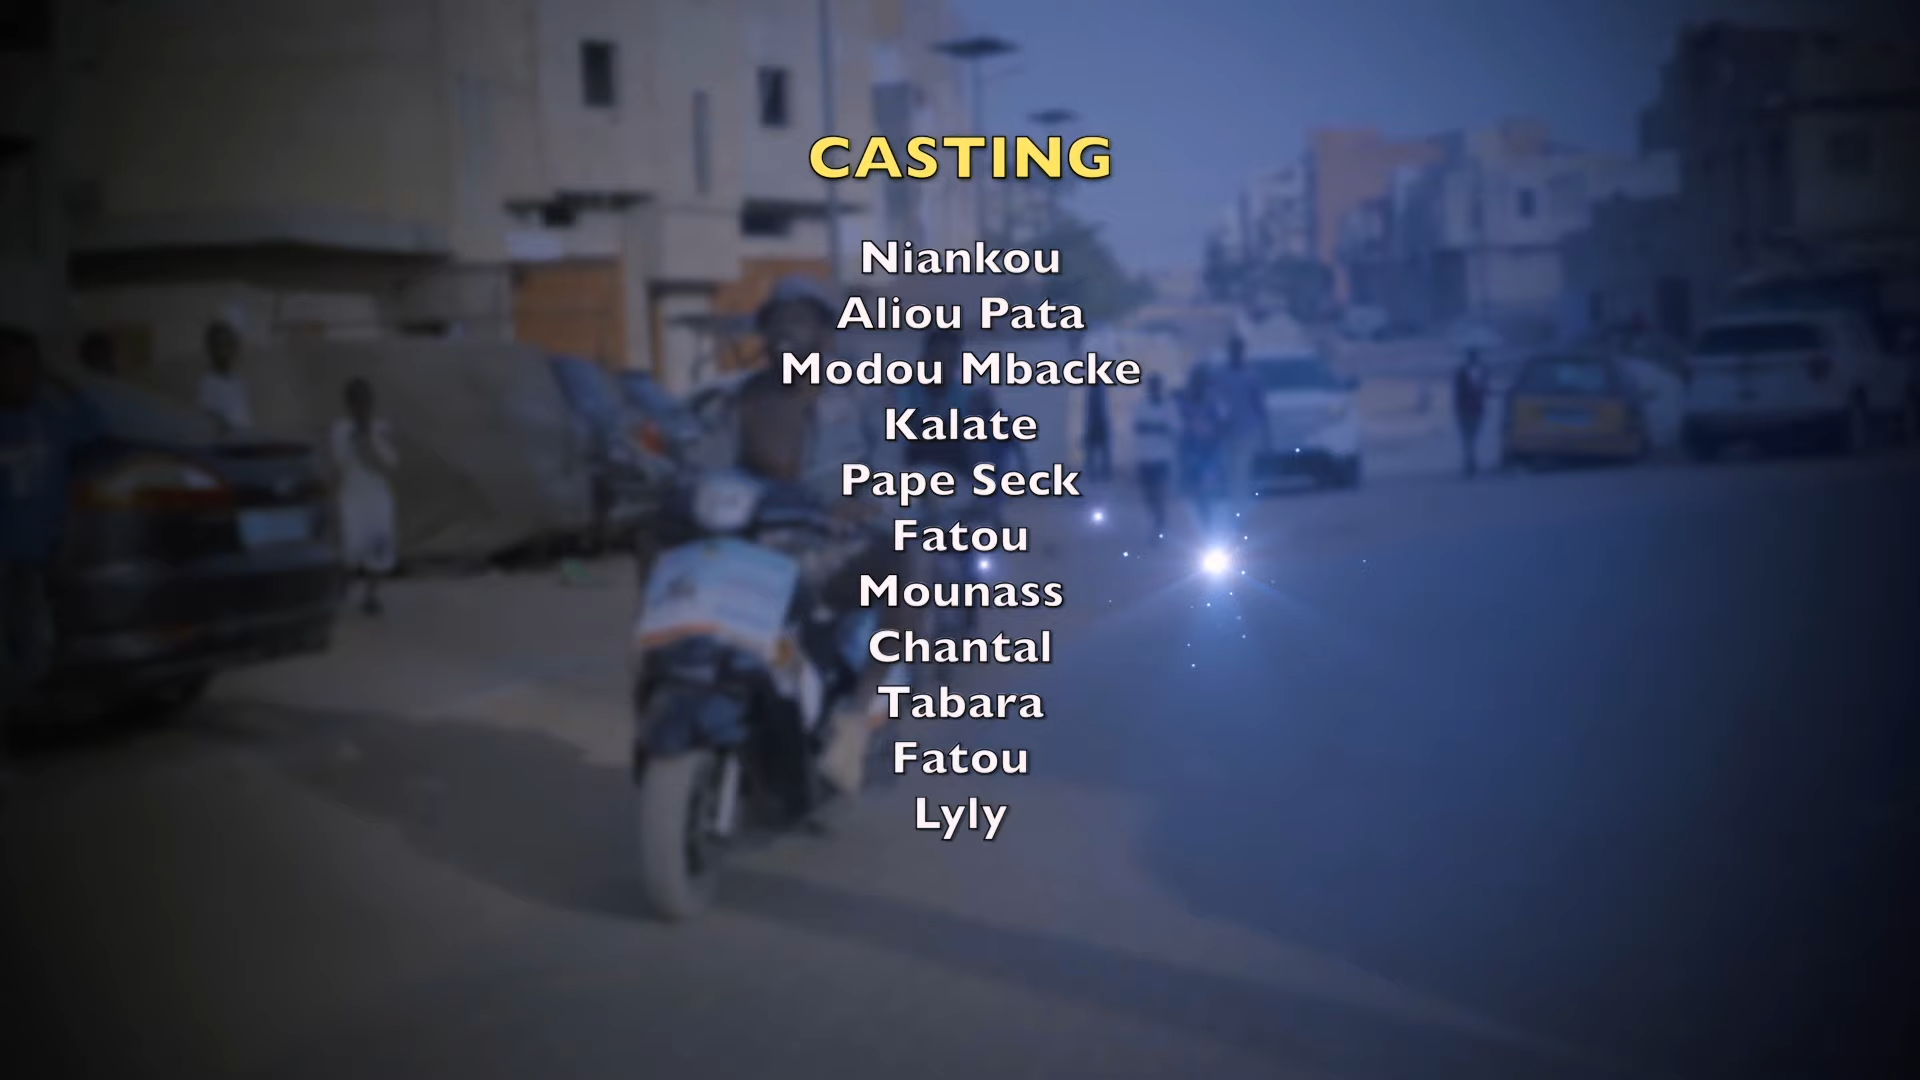 CASTING
Niankou
Aliou Pata
Modou Mbacke
Kalate
Pape Seck
Fatou
Mounass
Chantal
Tabara
Fatou
Lyly